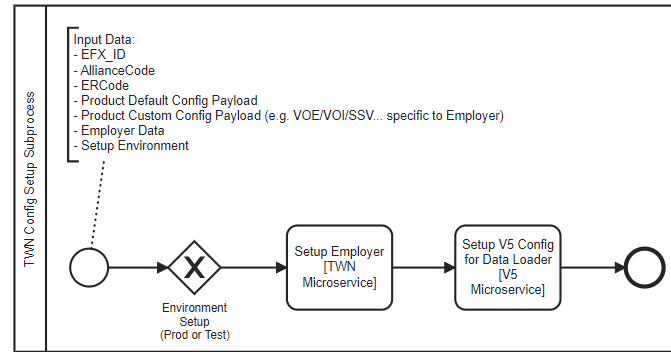 TWN Config Setup Subprocess
Input Data:
- EFX_ID
- AllianceCode
- ERCode
- Product Default Config Payload
- Product Custom Config Payload (e.g. VOE/VOI/SSV... specific to Employer)
- Employer Data
- Setup Environment
Environment
Setup
(Prod or Test)
Setup Employer
[TWN
Microservice]
Setup V5 Config
for Data Loader
[V5
Microservice]